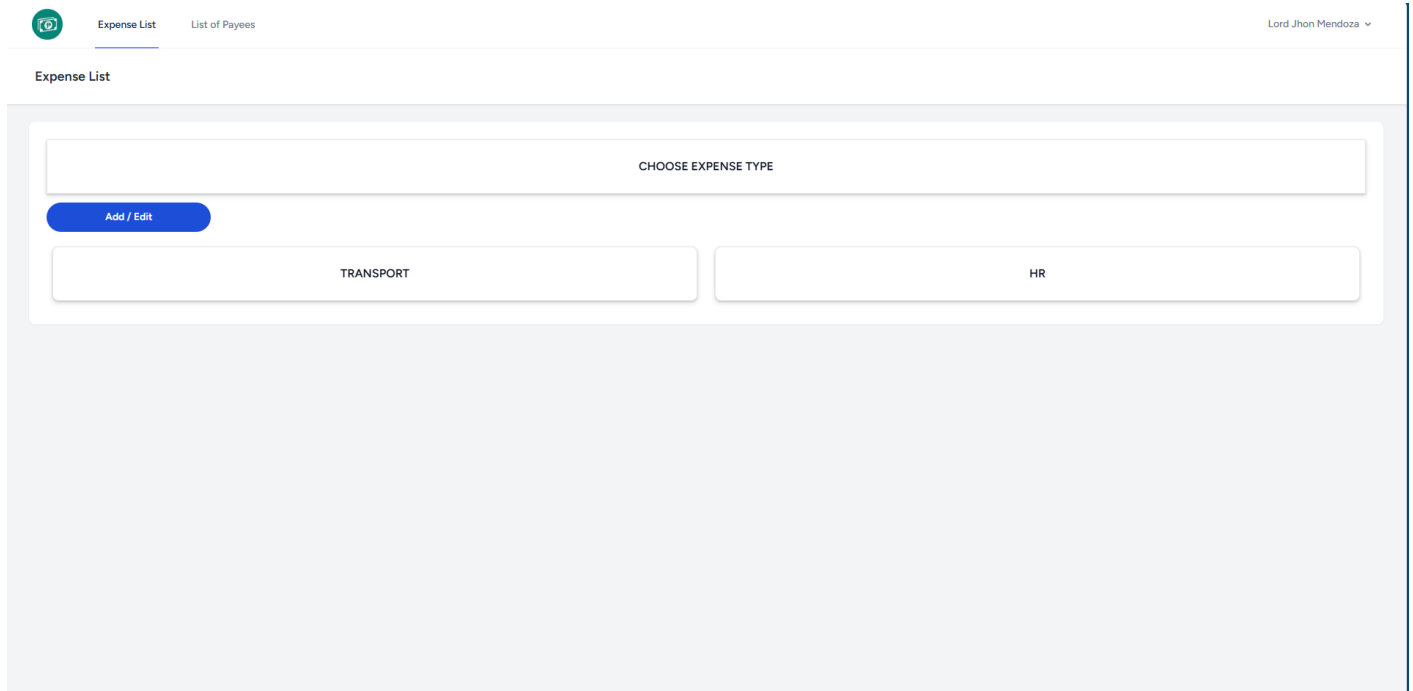 Expense List
List of Payees
Lord Jhon Mendoza
Expense List
CHOOSE EXPENSE TYPE
Add / Edit
TRANSPORT
HR